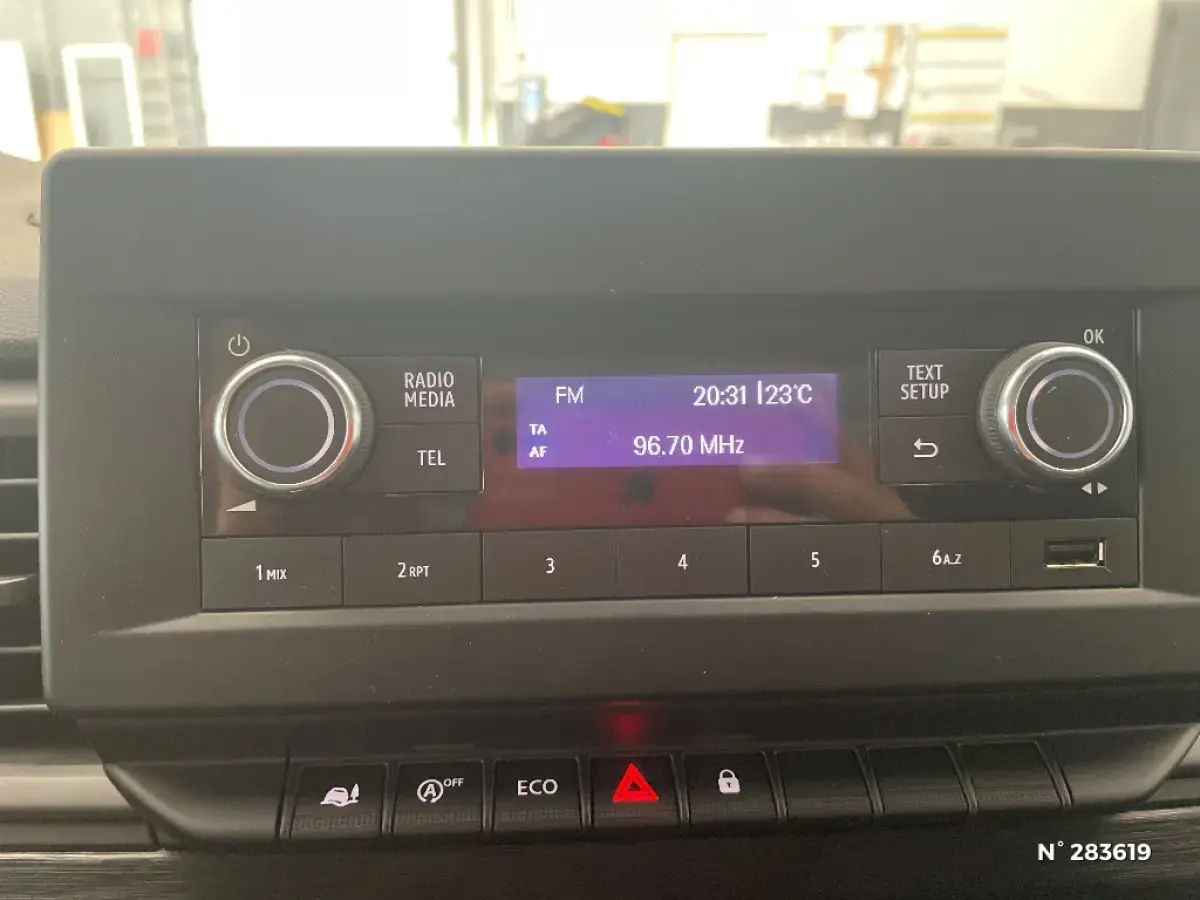 OK
RADIO
MEDIA
TEL
FM 20:31 23°C
TA
AF
96.70 MHz
TEXT
SETUP
1 MIX
2 RPT
3
4
5
6 A..Z
A OFF
ECO
N° 283619